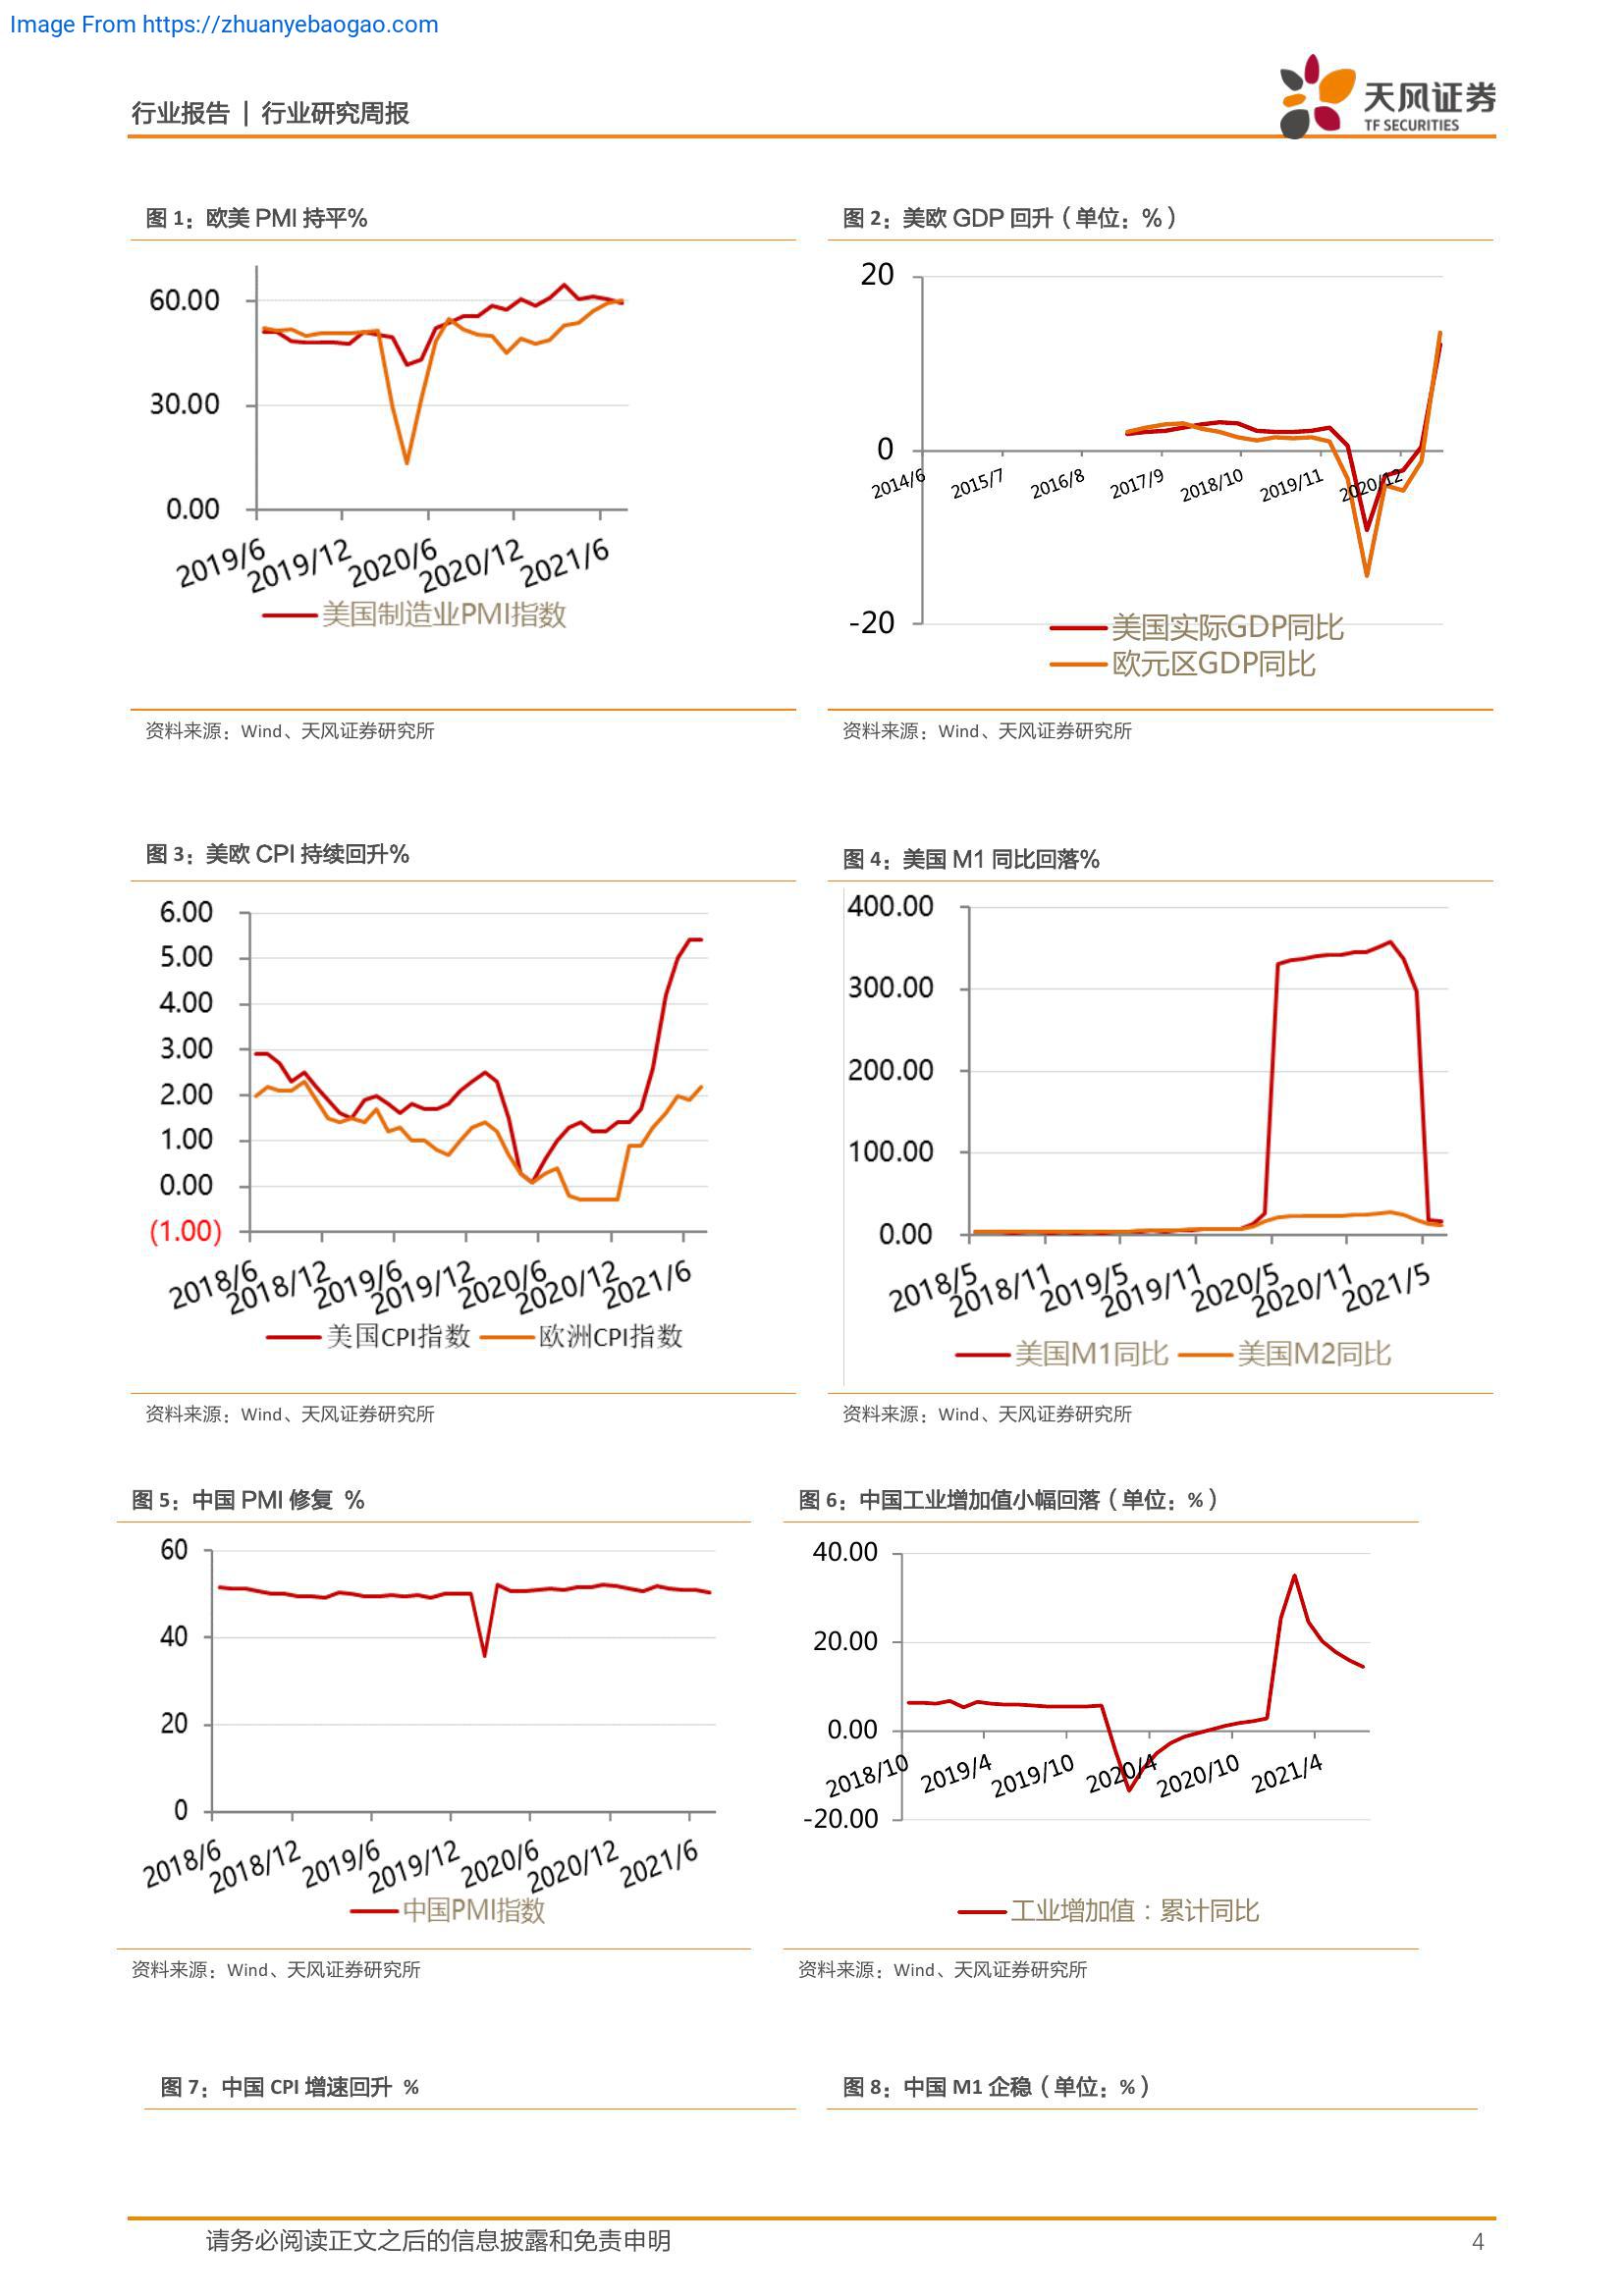 Image From https://zhuanyebaogao.com
行业报告 | 行业研究周报
天风证券
TF SECURITIES
图 1：欧美 PMI 持平%
60.00
30.00
0.00
2019/6
2019/12
2020/6
2020/12
2021/6
美国制造业PMI指数
资料来源：Wind、天风证券研究所
图 2：美欧 GDP 回升（单位：%）
20
0
-20
2014/6
2015/7
2016/8
2017/9
2018/10
2019/11
2020/12
美国实际GDP同比
欧元区GDP同比
资料来源：Wind、天风证券研究所
图 3：美欧 CPI 持续回升%
6.00
5.00
4.00
3.00
2.00
1.00
0.00
(1.00)
2018/6
2018/12
2019/6
2019/12
2020/6
2020/12
2021/6
美国CPI指数
欧洲CPI指数
资料来源：Wind、天风证券研究所
图 4：美国 M1 同比回落%
400.00
300.00
200.00
100.00
0.00
2018/5
2018/11
2019/5
2019/11
2020/5
2020/11
2021/5
美国M1同比
美国M2同比
资料来源：Wind、天风证券研究所
图 5：中国 PMI 修复 %
60
40
20
0
2018/6
2018/12
2019/6
2019/12
2020/6
2020/12
2021/6
中国PMI指数
资料来源：Wind、天风证券研究所
图 6：中国工业增加值小幅回落（单位：%）
40.00
20.00
0.00
-20.00
2018/10
2019/4
2019/10
2020/4
2020/10
2021/4
工业增加值：累计同比
资料来源：Wind、天风证券研究所
图 7：中国 CPI 增速回升 %
图 8：中国 M1 企稳（单位：%）
请务必阅读正文之后的信息披露和免责申明
4